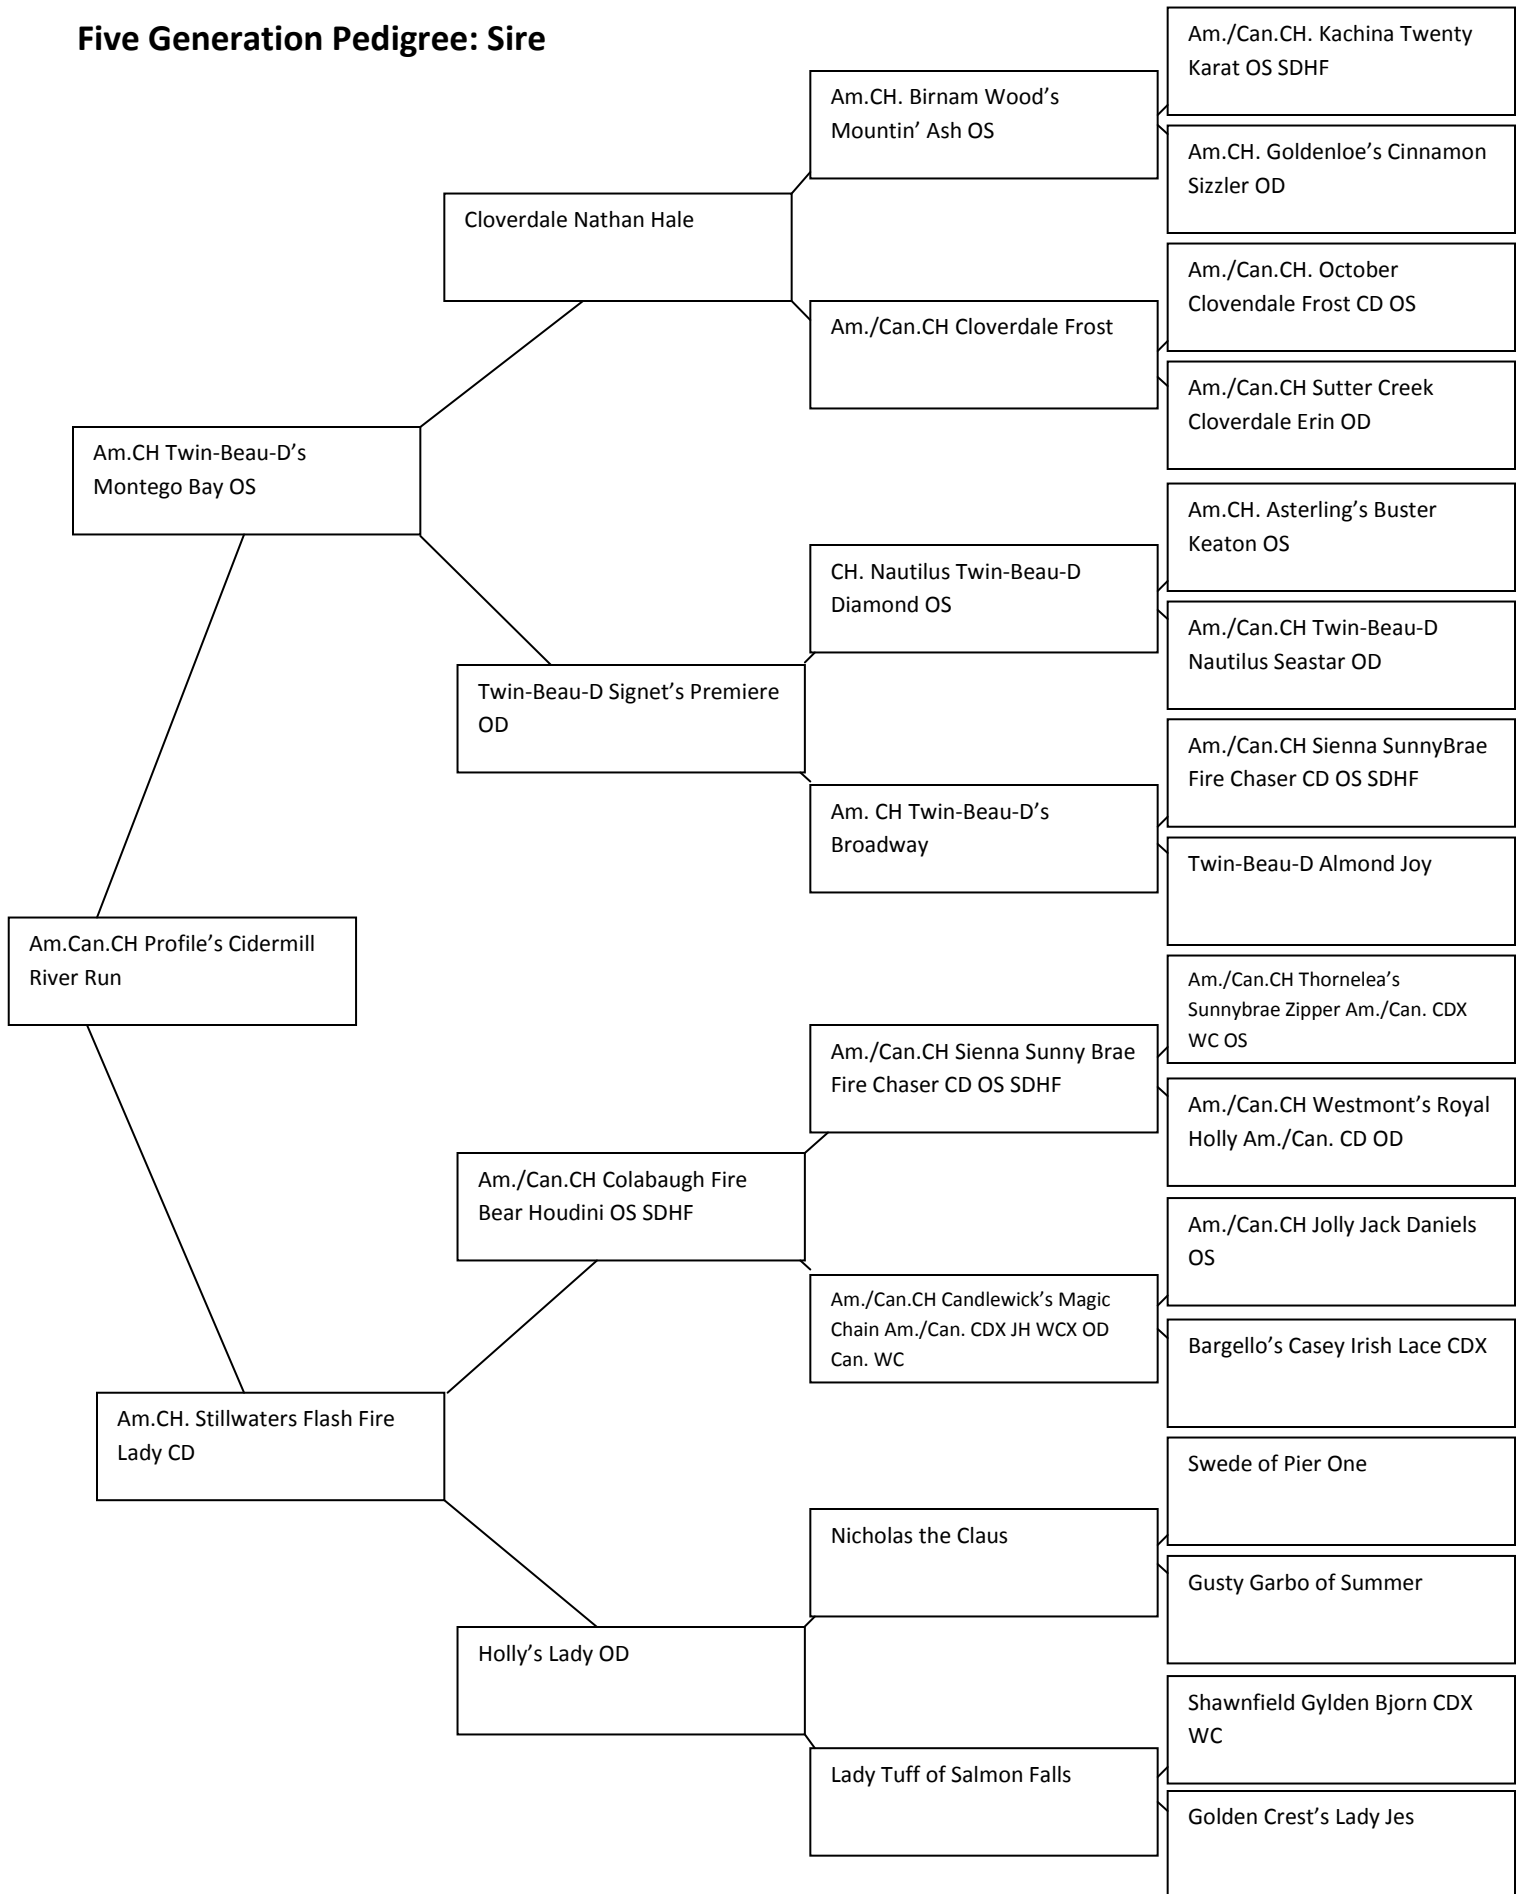 Five Generation Pedigree: Sire
Am./Can.CH. Kachina Twenty
Karat OS SDHF
Am.CH. Birnam Wood’s
Mountin’ Ash OS
Am.CH. Goldenloe’s Cinnamon
Sizzler OD
Cloverdale Nathan Hale
Am./Can.CH. October
Clovendale Frost CD OS
Am./Can.CH Cloverdale Frost
Am./Can.CH Sutter Creek
Cloverdale Erin OD
Am.CH Twin-Beau-D’s
Montego Bay OS
Am.CH. Asterling’s Buster
Keaton OS
CH. Nautilus Twin-Beau-D
Diamond OS
Am./Can.CH Twin-Beau-D
Nautilus Seastar OD
Twin-Beau-D Signet’s Premiere
OD
Am./Can.CH Sienna SunnyBrae
Fire Chaser CD OS SDHF
Am. CH Twin-Beau-D’s
Broadway
Twin-Beau-D Almond Joy
Am.Can.CH Profile’s Cidermill
River Run
Am./Can.CH Thornelea’s
Sunnybrae Zipper Am./Can. CDX
WC OS
Am./Can.CH Sienna Sunny Brae
Fire Chaser CD OS SDHF
Am./Can.CH Westmont’s Royal
Holly Am./Can. CD OD
Am./Can.CH Colabaugh Fire
Bear Houdini OS SDHF
Am./Can.CH Jolly Jack Daniels
OS
Am./Can.CH Candlewick’s Magic
Chain Am./Can. CDX JH WCX OD
Can. WC
Bargello’s Casey Irish Lace CDX
Am.CH. Stillwaters Flash Fire
Lady CD
Swede of Pier One
Nicholas the Claus
Gusty Garbo of Summer
Holly’s Lady OD
Shawnfield Gylden Bjorn CDX
WC
Lady Tuff of Salmon Falls
Golden Crest’s Lady Jes